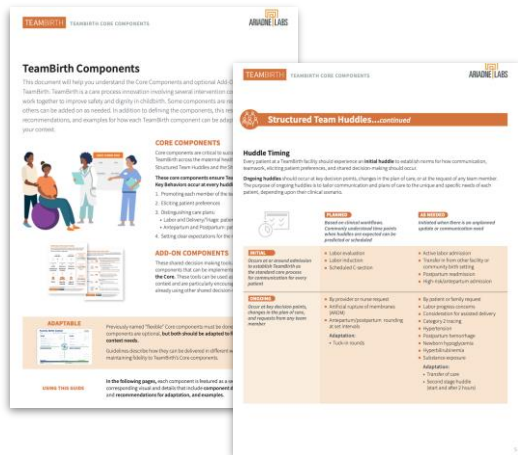 TEAMBIRTH TEAMBIRTH CORE COMPONENTS
ARIADNE LABS
TeamBirth Components
This document will help you understand the Core Components and optional Add-O
TeamBirth. TeamBirth is a care process innovation involving several intervention co
work together to improve safety and dignity in childbirth. Some components are re
others can be added on as needed. In addition to defining the components, this res
recommendations, and examples for how each TeamBirth component can be adap
your context.
CORE COMPONENTS
Core components are critical to succ
TeamBirth across the maternal health
Structured Team Huddles and the Sh
These core components ensure Tea
Key Behaviors occur at every huddl
1. Promoting each member of the te
2. Eliciting patient preferences
3. Distinguishing care plans:
• Labor and Delivery/Triage: patie
• Antepartum and Postpartum: pa
4. Setting clear expectations for the n
ADD-ON COMPONENTS
These shared decision-making tools
components that can be implemente
the Core. These tools can be used as
context and are particularly encourag
already using other shared decision
ADAPTABLE
Previously named "flexible" Core components must be done
components are optional, but both should be adapted to f
context needs.
Guidelines describe how they can be delivered in different w
maintaining fidelity to TeamBirth's Core components.
USING THIS GUIDE
In the following pages, each component is featured as a se
corresponding visual and details that include component d
and recommendations for adaptation, and examples.
TEAMBIRTH TEAMBIRTH CORE COMPONENTS
ARIADNE LABS
Structured Team Huddles...continued
Huddle Timing
Every patient at a TeamBirth facility should experience an initial huddle to establish norms for how communication,
teamwork, eliciting patient preferences, and shared decision-making should occur.
Ongoing huddles should occur at key decision points, changes in the plan of care, or at the request of any team member.
The purpose of ongoing huddles is to tailor communication and plans of care to the unique and specific needs of each
patient, depending upon their clinical scenario.
PLANNED
Based on clinical workflows.
Commonly understood time points
when huddles are expected can be
predicted or scheduled
AS NEEDED
Initiated when there is an unplanned
update or communication need
INITIAL
Occurs at or around admission
to establish TeamBirth as
the standard care process
for communication for every
patient
• Labor evaluation
• Labor induction
• Scheduled C-section
• Active labor admission
• Transfer in from other facility or
community birth setting
• Postpartum readmission
• High risk/antepartum admission
ONGOING
Occur at key decision points,
changes in the plan of care,
and requests from any team
member
• By provider or nurse request
• Artificial rupture of membranes
(AROM)
• Antepartum/postpartum rounding
at set intervals
Adaptation:
• Tuck-in rounds
• By patient or family request
• Labor progress concerns
• Consideration for assisted delivery
• Category 2 tracing
• Hypertension
• Postpartum hemorrhage
• Newborn hypoglycemia
• Hyperbilirubinemia
• Substance exposure
Adaptation:
• Transfer of care
• Second stage huddle
(start and after 2 hours)